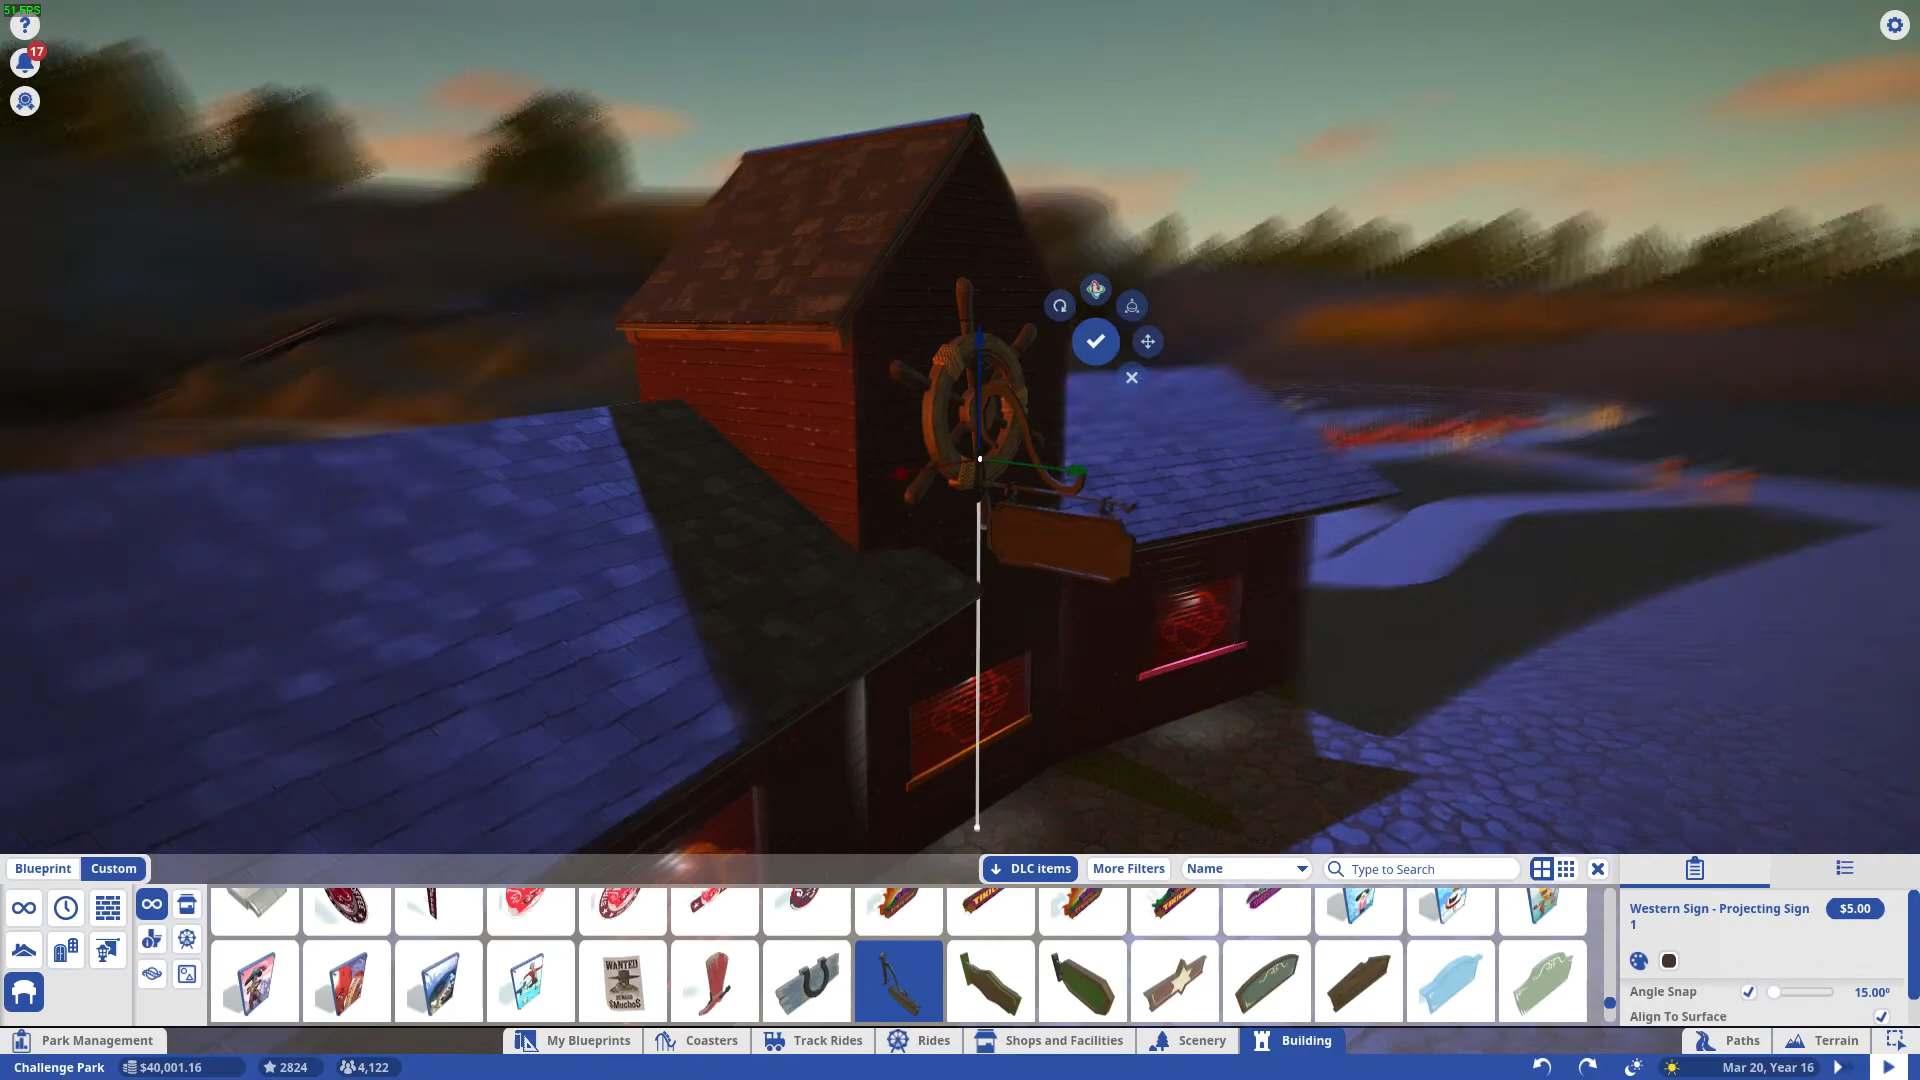 51 FPS
?
17
Blueprint
Custom
DLC items
More Filters
Name
Type to Search
Western Sign - Projecting Sign
1
$5.00
WANTED
$Mucho$
Angle Snap
15.00º
Align To Surface
Park Management
My Blueprints
Coasters
Track Rides
Rides
Shops and Facilities
Scenery
Building
Paths
Terrain
Challenge Park
$40,001.16
2824
4,122
Mar 20, Year 16